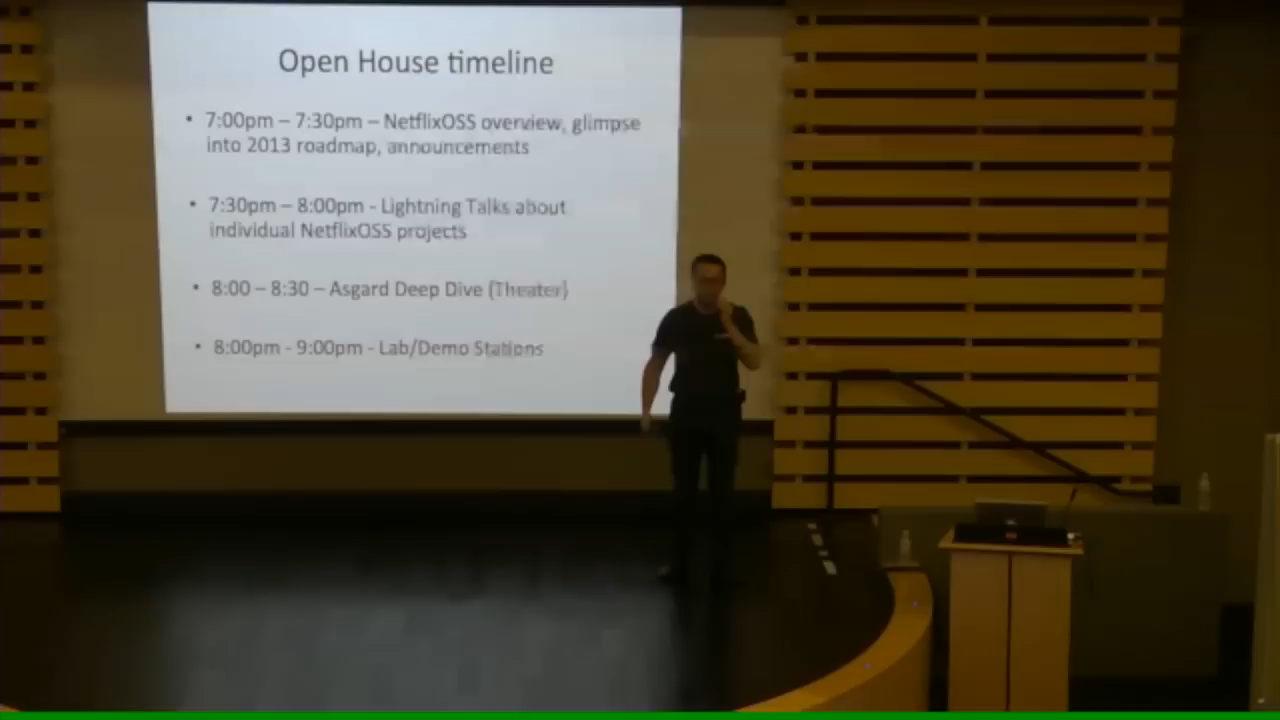 Open House timeline
• 7:00pm – 7:30pm – NetflixOSS overview, glimpse
into 2013 roadmap, announcements
• 7:30pm – 8:00pm - Lightning Talks about
individual NetflixOSS projects
• 8:00 – 8:30 – Asgard Deep Dive (Theater)
• 8:00pm - 9:00pm - Lab/Demo Stations